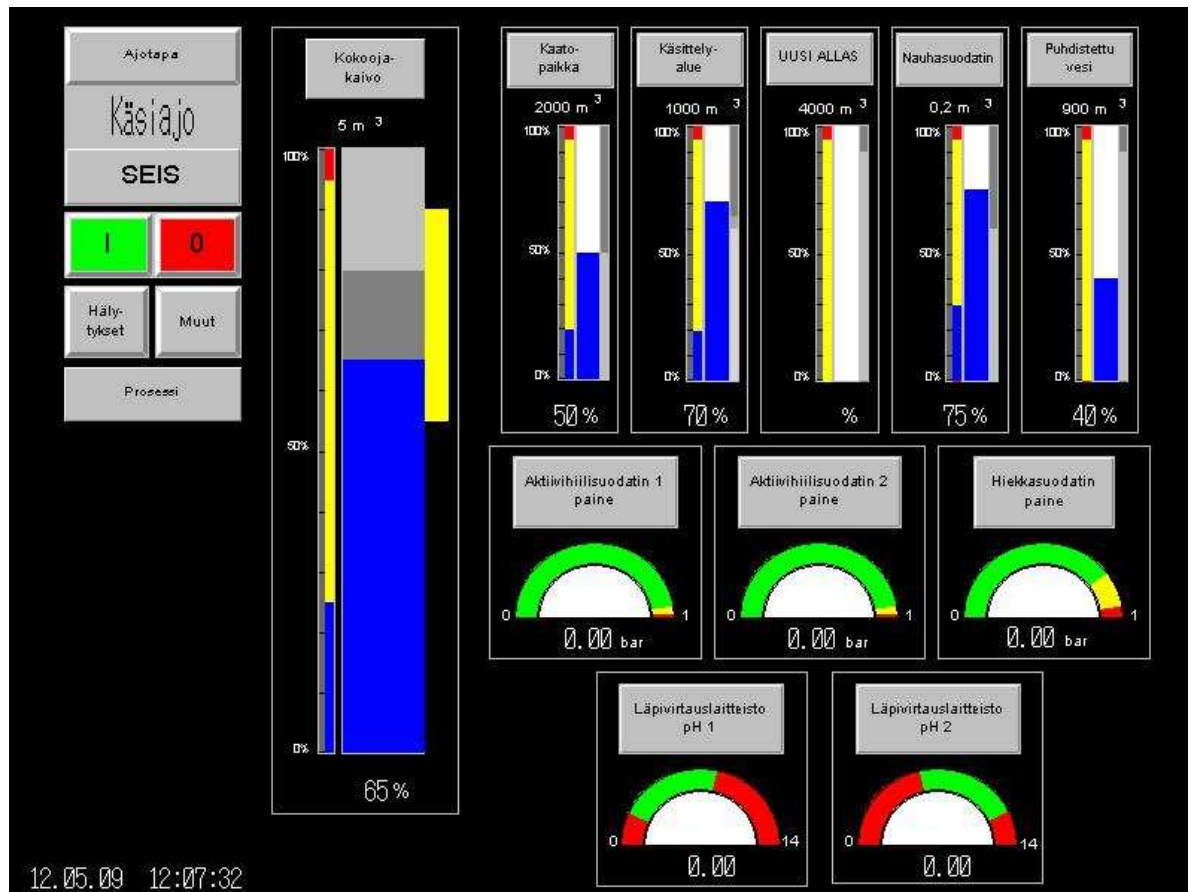 Ajotapa
Käsiajo
SEIS
I
0
Häly-
tykset
Muut
Prosessi
Kokooja-
kaivo
5 m 3
100%
50%
0%
65 %
Kaato-
paikka
2000 m 3
100%
50%
0%
50 %
Käsittely-
alue
1000 m 3
100%
50%
0%
70 %
UUSI ALLAS
4000 m 3
100%
50%
0%
%
Nauhasuodatin
0,2 m 3
100%
50%
0%
75 %
Puhdistettu
vesi
900 m 3
100%
50%
0%
40 %
Aktiivihiilisuodatin 1
paine
0
1
0.00 bar
Aktiivihiilisuodatin 2
paine
0
1
0.00 bar
Hiekkasuodatin
paine
0
1
0.00 bar
Läpivirtauslaitteisto
pH 1
0
14
0.00
Läpivirtauslaitteisto
pH 2
0
14
0.00
12.05.09 12:07:32